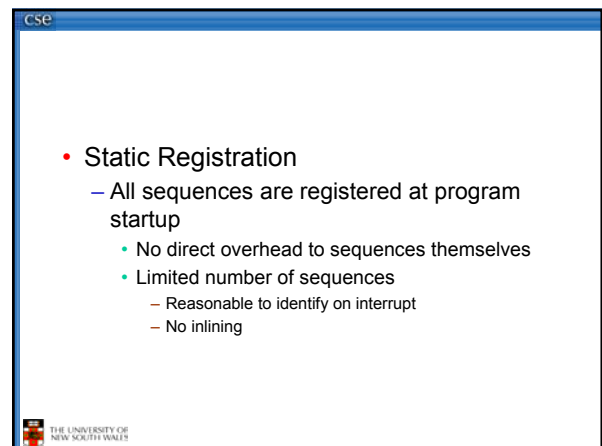 cse
• Static Registration
– All sequences are registered at program
startup
• No direct overhead to sequences themselves
• Limited number of sequences
– Reasonable to identify on interrupt
– No inlining
THE UNIVERSITY OF
NEW SOUTH WALES